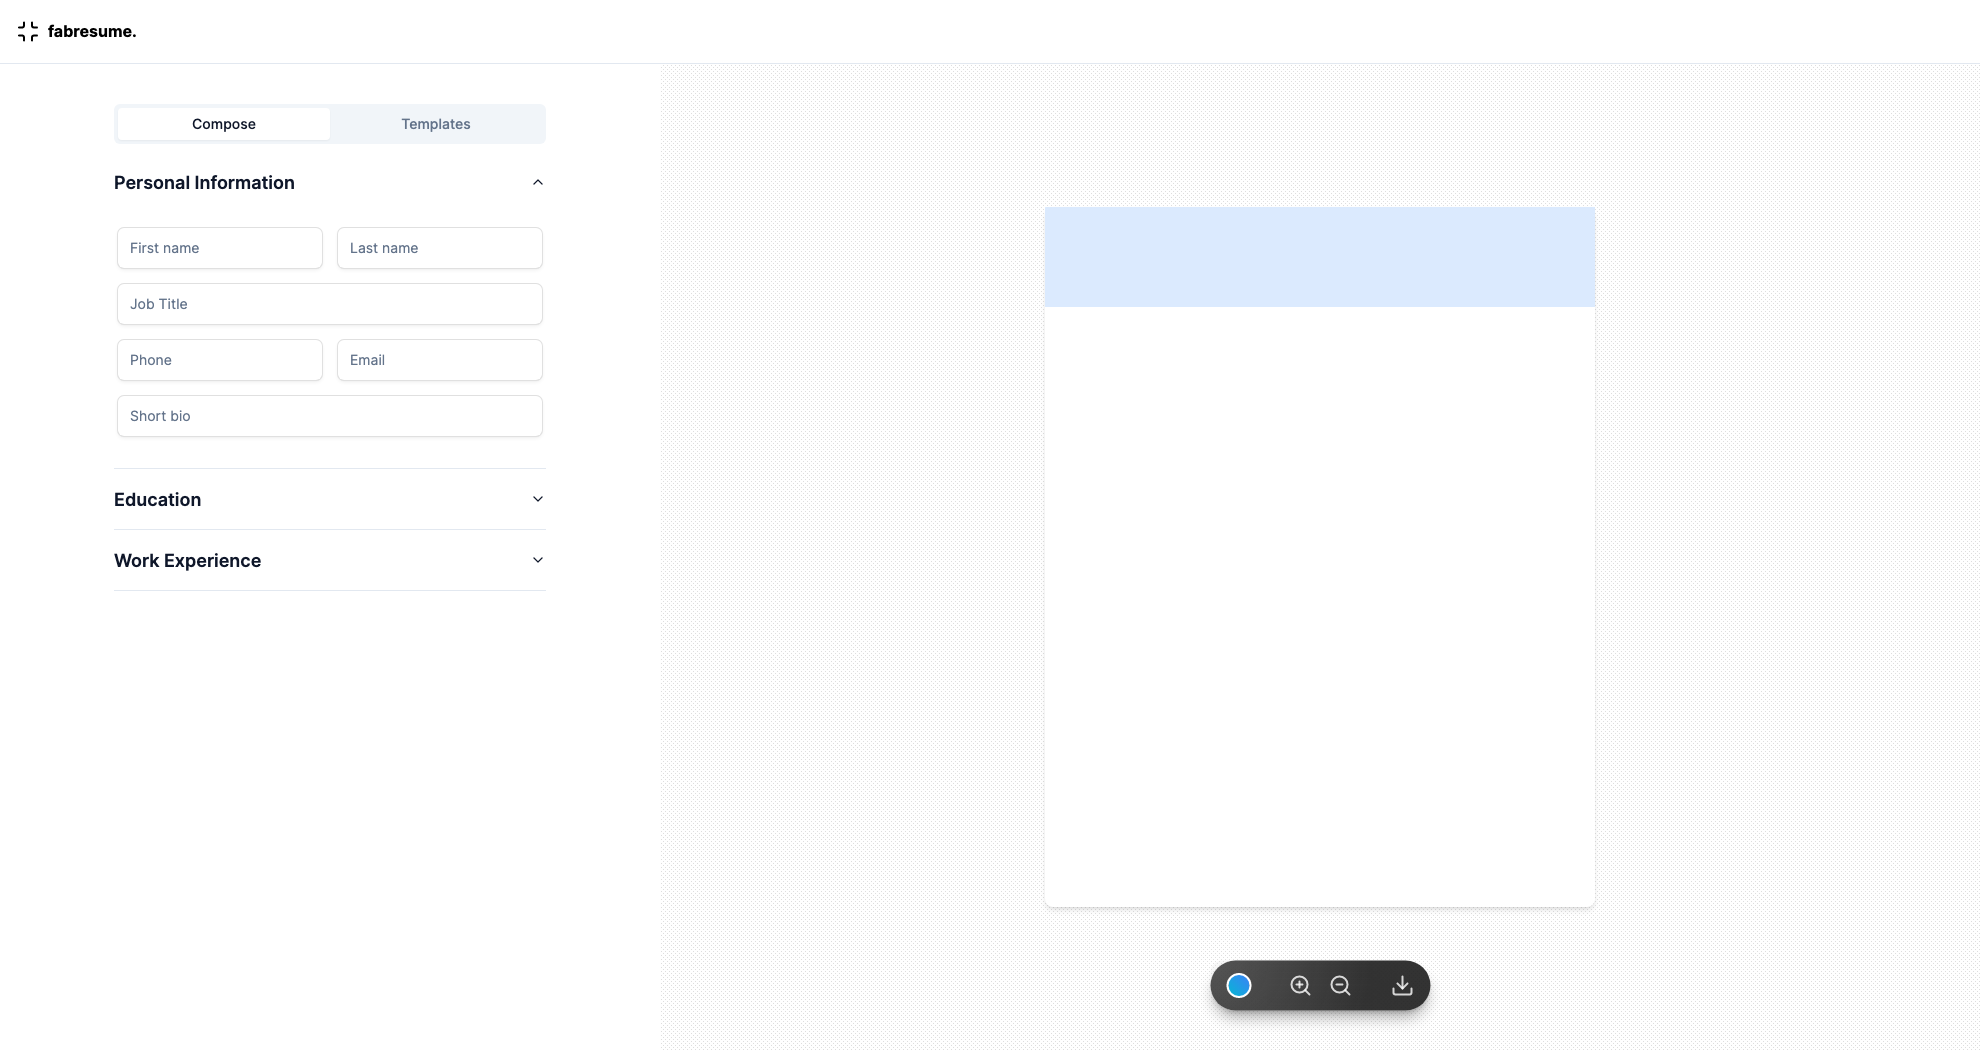 fabresume.
Compose
Templates
Personal Information
First name
Last name
Job Title
Phone
Email
Short bio
Education
Work Experience